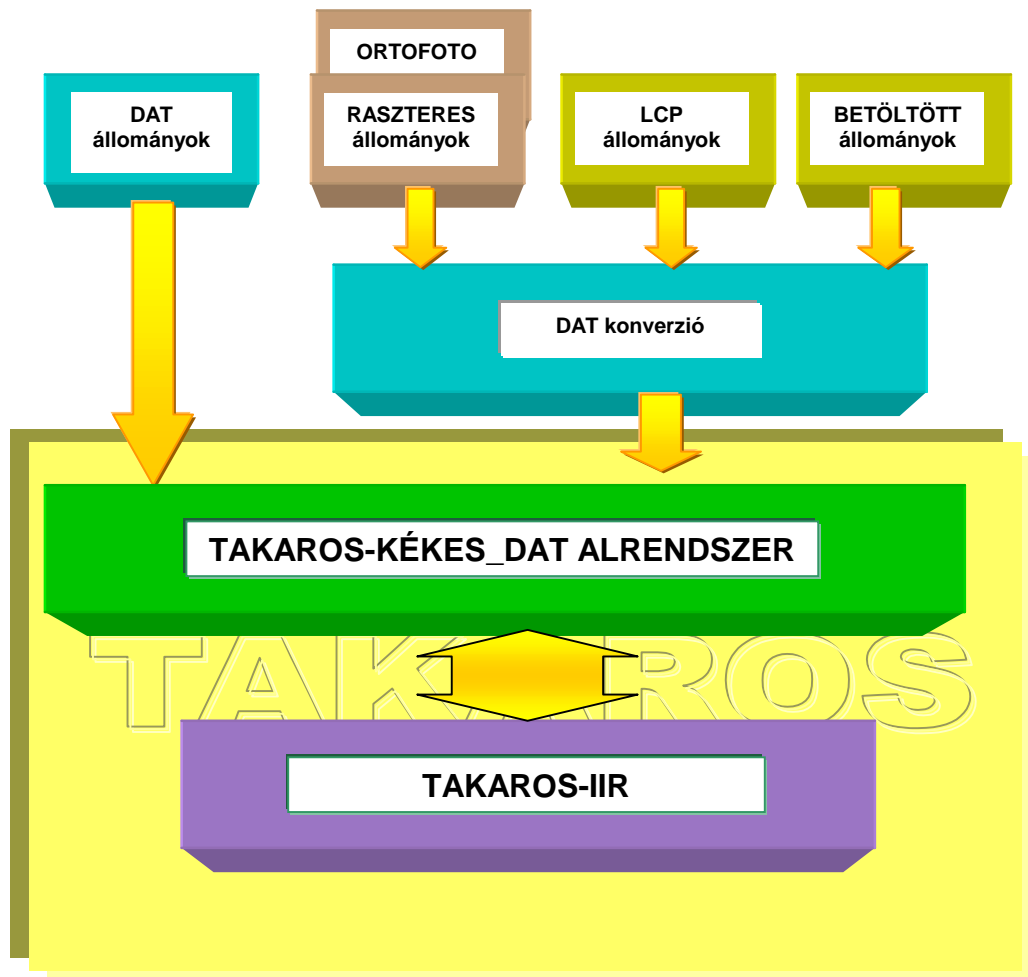 ORTOFOTO
DAT
állományok
RASZTERES
állományok
LCP
állományok
BETÖLTÖTT
állományok
DAT konverzió
TAKAROS-KÉKES_DAT ALRENDSZER
TAKAROS
TAKAROS-IIR